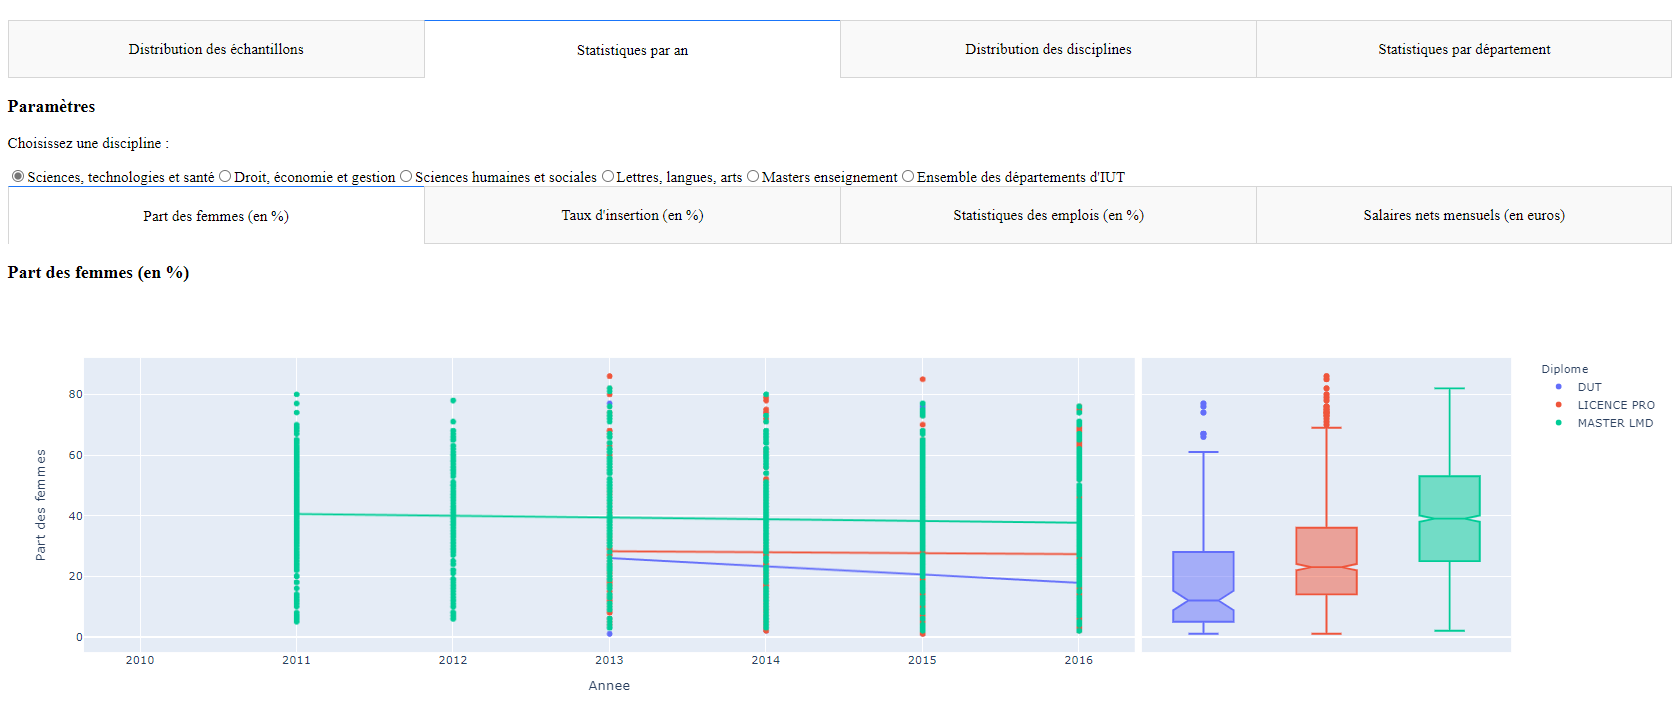 Distribution des échantillons Statistiques par an Distribution des disciplines Statistiques par département
Paramètres
Choisissez une discipline :
Sciences, technologies et santé Droit, économie et gestion Sciences humaines et sociales Lettres, langues, arts Masters enseignement Ensemble des départements d'IUT
Part des femmes (en %) Taux d'insertion (en %) Statistiques des emplois (en %) Salaires nets mensuels (en euros)
Part des femmes (en %)
Diplome
DUT
LICENCE PRO
MASTER LMD
Part des femmes
80
60
40
20
0
2010 2011 2012 2013 2014 2015 2016
Annee